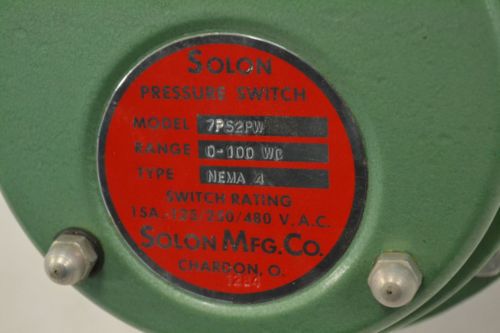 SOLON
PRESSURE SWITCH
MODEL 7PS2PW
RANGE 0-100 WC
TYPE NEMA 4
SWITCH RATING
15A.-125/250/480 V.A.C.
SOLON MFG. CO.
CHARDON, O.